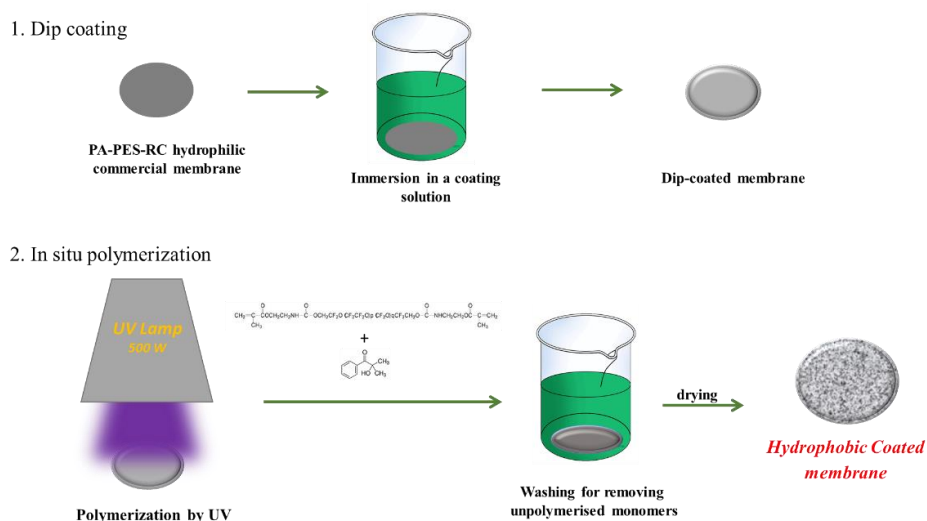 1. Dip coating
PA-PES-RC hydrophilic
commercial membrane
Immersion in a coating
solution
Dip-coated membrane
2. In situ polymerization
UV Lamp
500 W
+
drying
Hydrophobic Coated
membrane
Polymerization by UV
Washing for removing
unpolymerised monomers